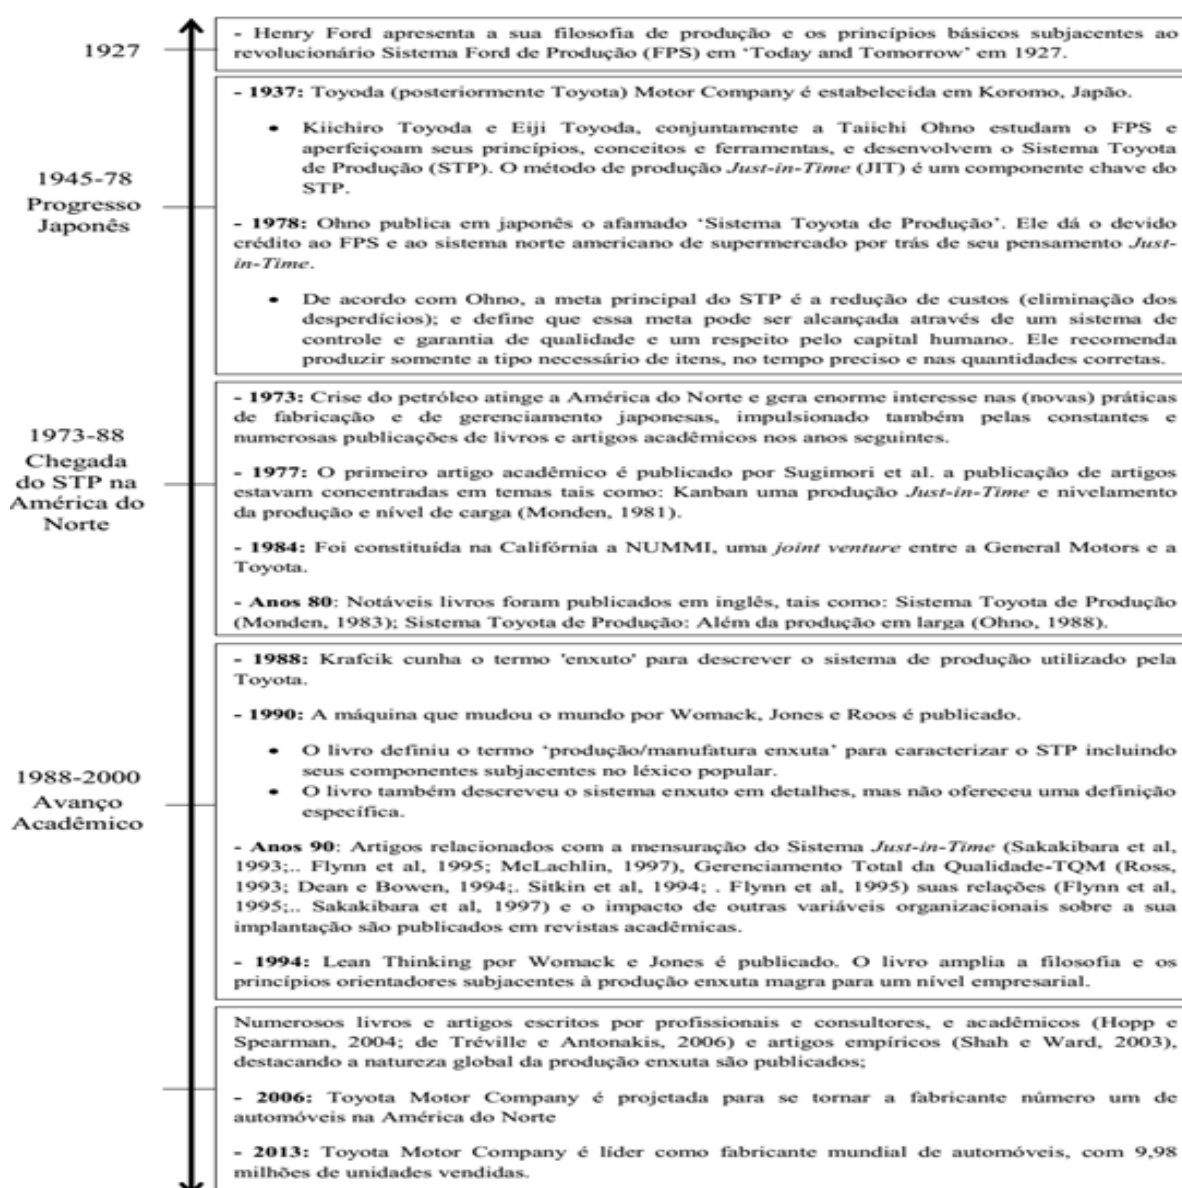 1927
- Henry Ford apresenta a sua filosofia de produção e os princípios básicos subjacentes ao
revolucionário Sistema Ford de Produção (FPS) em ‘Today and Tomorrow’ em 1927.
1945-78
Progresso
Japonês
- 1937: Toyoda (posteriormente Toyota) Motor Company é estabelecida em Koromo, Japão.
• Kiichiro Toyoda e Eiji Toyoda, conjuntamente a Taiichi Ohno estudam o FPS e
aperfeiçoam seus princípios, conceitos e ferramentas, e desenvolvem o Sistema Toyota
de Produção (STP). O método de produção Just-in-Time (JIT) é um componente chave do
STP.
- 1978: Ohno publica em japonês o afamado ‘Sistema Toyota de Produção’. Ele dá o devido
crédito ao FPS e ao sistema norte americano de supermercado por trás de seu pensamento Just-
in-Time.
• De acordo com Ohno, a meta principal do STP é a redução de custos (eliminação dos
desperdícios); e define que essa meta pode ser alcançada através de um sistema de
controle e garantia de qualidade e um respeito pelo capital humano. Ele recomenda
produzir somente a tipo necessário de itens, no tempo preciso e nas quantidades corretas.
1973-88
Chegada
do STP na
América do
Norte
- 1973: Crise do petróleo atinge a América do Norte e gera enorme interesse nas (novas) práticas
de fabricação e de gerenciamento japonesas, impulsionado também pelas constantes e
numerosas publicações de livros e artigos acadêmicos nos anos seguintes.
- 1977: O primeiro artigo acadêmico é publicado por Sugimori et al. a publicação de artigos
estavam concentradas em temas tais como: Kanban uma produção Just-in-Time e nivelamento
da produção e nível de carga (Monden, 1981).
- 1984: Foi constituída na Califórnia a NUMMI, uma joint venture entre a General Motors e a
Toyota.
- Anos 80: Notáveis livros foram publicados em inglês, tais como: Sistema Toyota de Produção
(Monden, 1983); Sistema Toyota de Produção: Além da produção em larga (Ohno, 1988).
1988-2000
Avanço
Acadêmico
- 1988: Krafcik cunha o termo 'enxuto' para descrever o sistema de produção utilizado pela
Toyota.
- 1990: A máquina que mudou o mundo por Womack, Jones e Roos é publicado.
• O livro definiu o termo ‘produção/manufatura enxuta’ para caracterizar o STP incluindo
seus componentes subjacentes no léxico popular.
• O livro também descreveu o sistema enxuto em detalhes, mas não ofereceu uma definição
específica.
- Anos 90: Artigos relacionados com a mensuração do Sistema Just-in-Time (Sakakibara et al,
1993;.. Flynn et al, 1995; McLachlin, 1997), Gerenciamento Total da Qualidade-TQM (Ross,
1993; Dean e Bowen, 1994;. Sitkin et al, 1994; . Flynn et al, 1995) suas relações (Flynn et al,
1995;.. Sakakibara et al, 1997) e o impacto de outras variáveis organizacionais sobre a sua
implantação são publicados em revistas acadêmicas.
- 1994: Lean Thinking por Womack e Jones é publicado. O livro amplia a filosofia e os
princípios orientadores subjacentes à produção enxuta magra para um nível empresarial.
Numerosos livros e artigos escritos por profissionais e consultores, e acadêmicos (Hopp e
Spearman, 2004; de Tréville e Antonakis, 2006) e artigos empíricos (Shah e Ward, 2003),
destacando a natureza global da produção enxuta são publicados;
- 2006: Toyota Motor Company é projetada para se tornar a fabricante número um de
automóveis na América do Norte
- 2013: Toyota Motor Company é líder como fabricante mundial de automóveis, com 9,98
milhões de unidades vendidas.